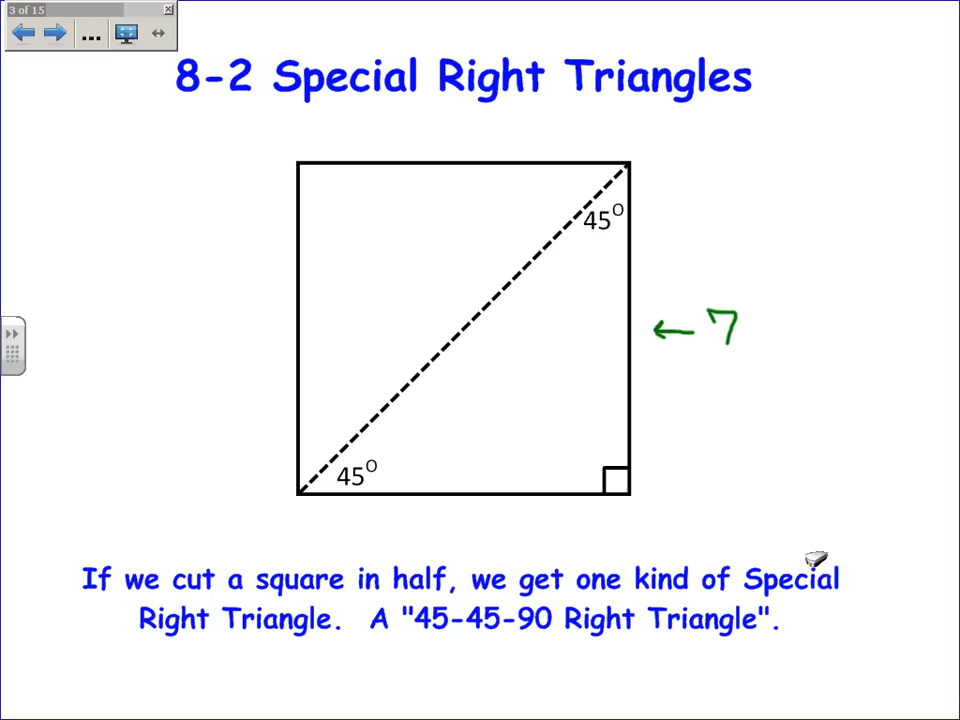 3 of 15
...
8-2 Special Right Triangles
45°
← 7
45°
If we cut a square in half, we get one kind of Special
Right Triangle. A "45-45-90 Right Triangle".